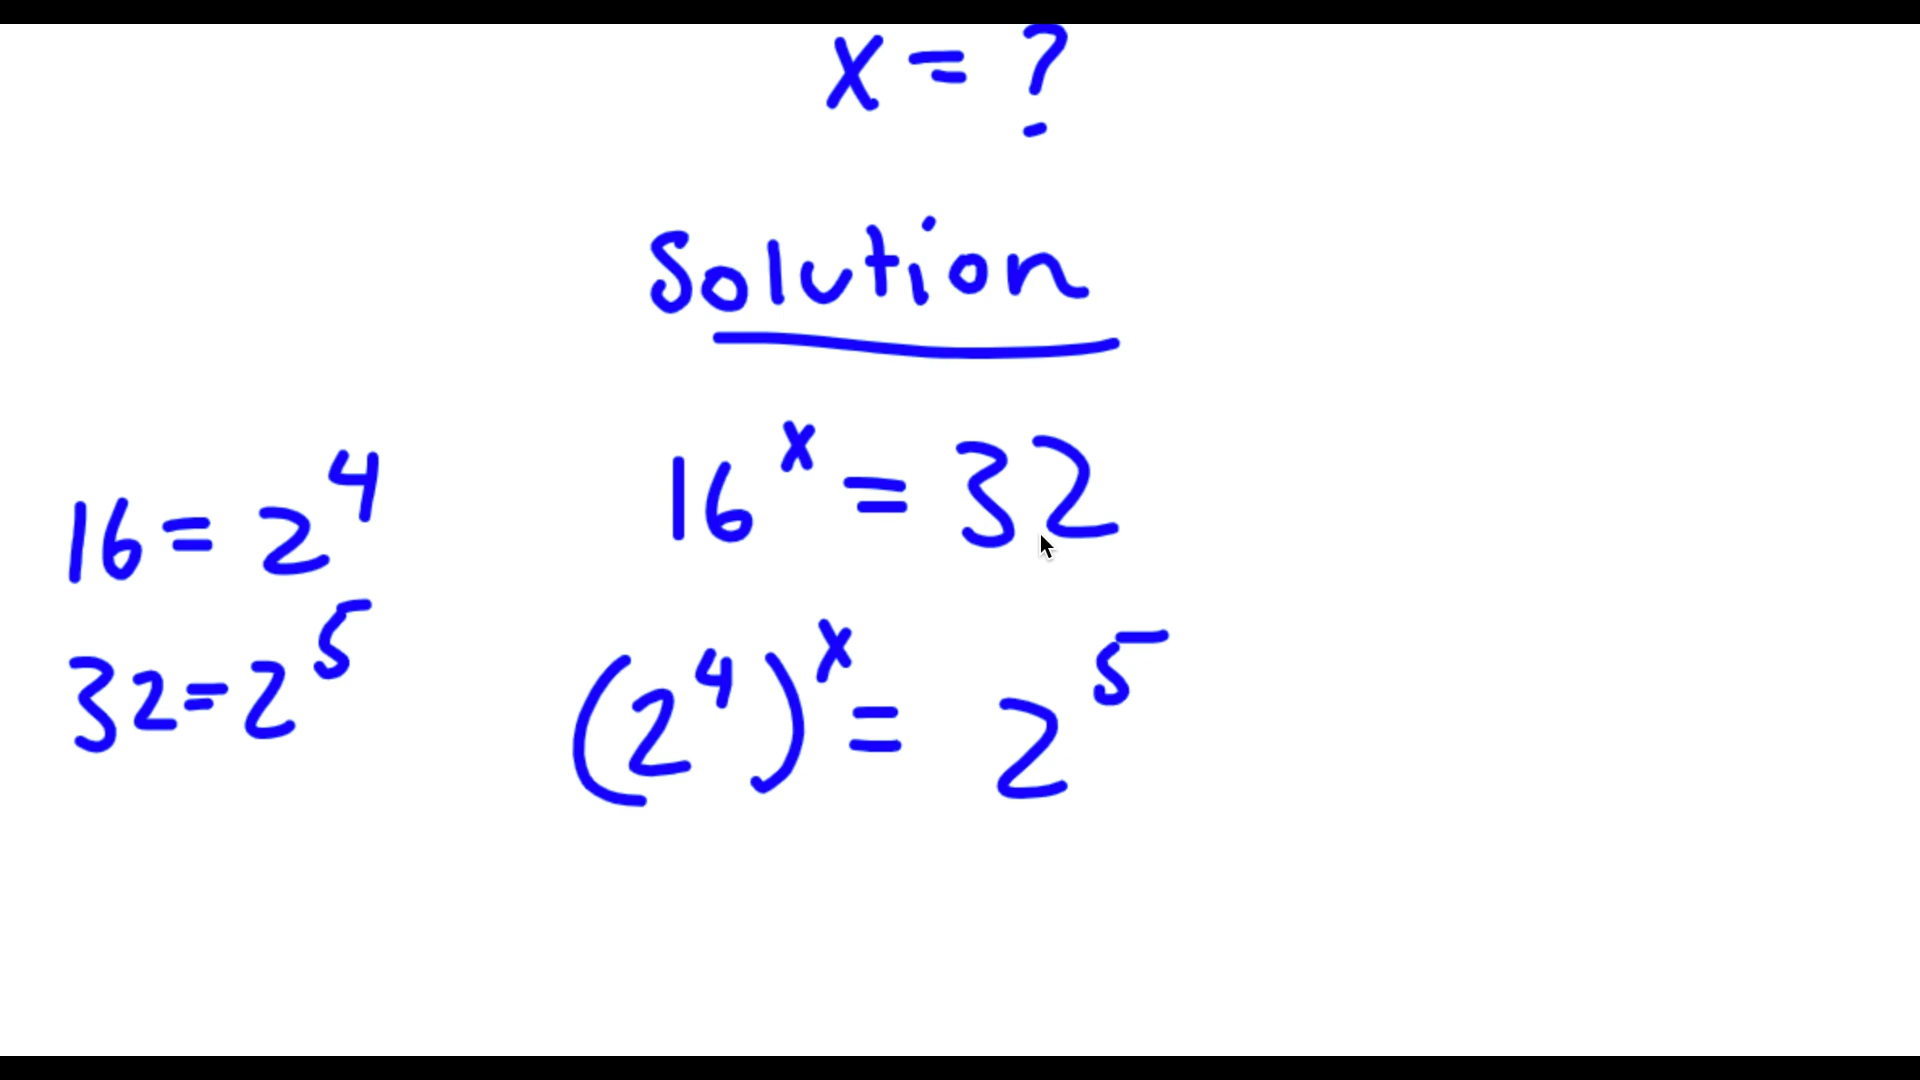 x = ?
Solution
16^x = 32
16 = 2^4
32 = 2^5
(2^4)^x = 2^5